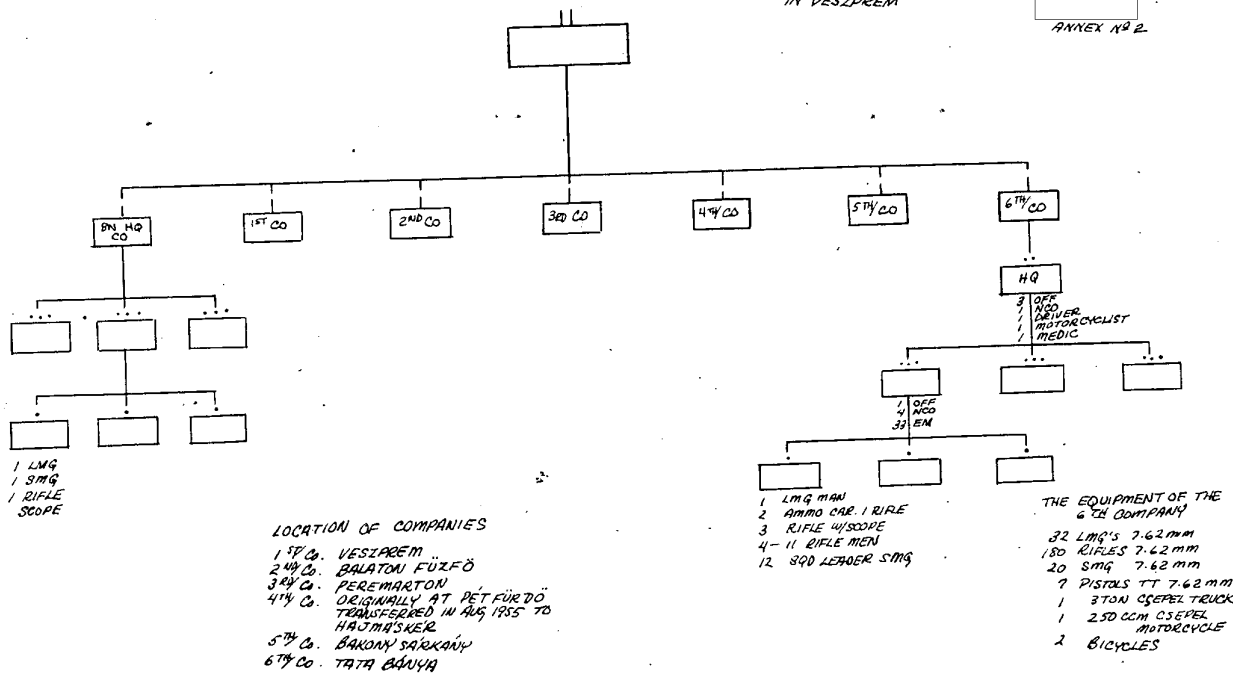 IN VESZPREM
ANNEX Nº 2
BN HQ
CO
1ST CO
2ND CO
3RD CO
4TH/CO
5TH/CO
6TH/CO
HQ
3 OFF
1 NCO
1 DRIVER
1 MOTORCYCLIST
1 MEDIC
1 OFF
4 NCO
33 EM
1 LMG
1 SMG
1 RIFLE
SCOPE
1 LMG MAN
2 AMMO CAR. 1 RIFLE
3 RIFLE W/SCOPE
4 - 11 RIFLE MEN
12 SQD LEADER SMG
LOCATION OF COMPANIES
1ST/Co. VESZPREM
2ND/Co. BALATON FÜZFÖ
3RD/Co. PEREMARTON
4TH/Co. ORIGINALLY AT PÉT FÜRDÖ
TRANSFERRED IN AUG 1955 TO
HAJMÁSKÉR
5TH/Co. BAKONY SÁRKÁNY
6TH/Co. TATA BÁNYA
THE EQUIPMENT OF THE
6TH COMPANY
32 LMG'S 7.62 mm
180 RIFLES 7.62 mm
20 SMG 7.62 mm
7 PISTOLS TT 7.62 mm
1 3 TON CSEPEL TRUCK
1 250 CCM CSEPEL
MOTORCYCLE
2 BICYCLES